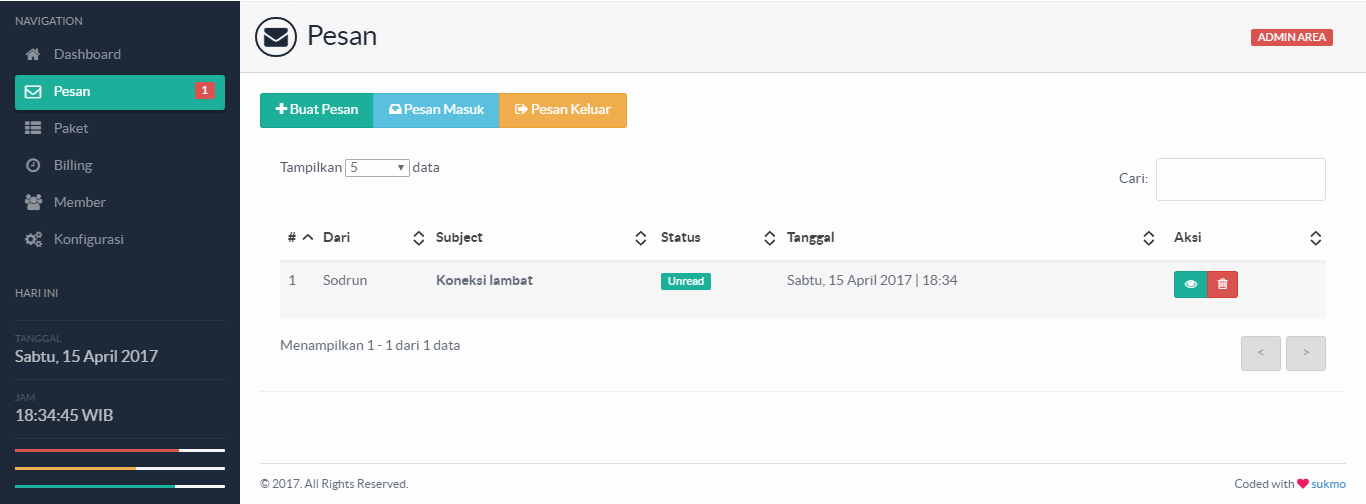 NAVIGATION
Dashboard
Pesan 1
Paket
Billing
Member
Konfigurasi
HARI INI
TANGGAL
Sabtu, 15 April 2017
JAM
18:34:45 WIB
Pesan
ADMIN AREA
Buat Pesan Pesan Masuk Pesan Keluar
Tampilkan 5 data
Cari:
# Dari Subject Status Tanggal Aksi
1 Sodrun Koneksi lambat Unread Sabtu, 15 April 2017 | 18:34
Menampilkan 1 - 1 dari 1 data
< >
© 2017. All Rights Reserved.
Coded with ❤ sukmo